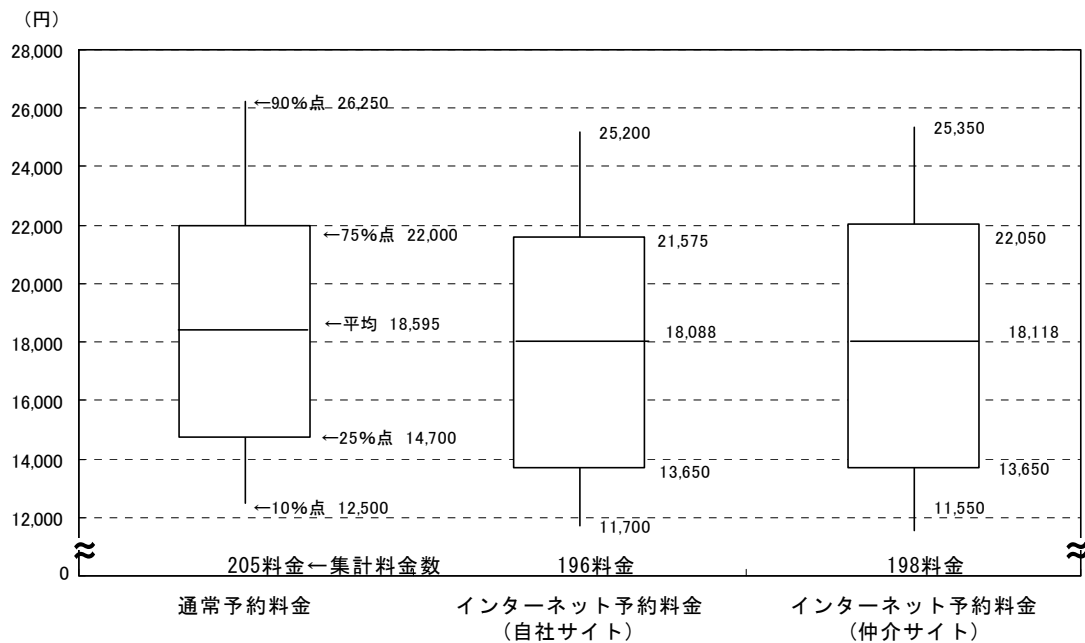 （円）
28,000
26,000
24,000
22,000
20,000
18,000
16,000
14,000
12,000
0
←90%点 26,250
←75%点 22,000
←平均 18,595
←25%点 14,700
←10%点 12,500
205料金←集計料金数
25,200
21,575
18,088
13,650
11,700
196料金
25,350
22,050
18,118
13,650
11,550
198料金
通常予約料金
インターネット予約料金
（自社サイト）
インターネット予約料金
（仲介サイト）